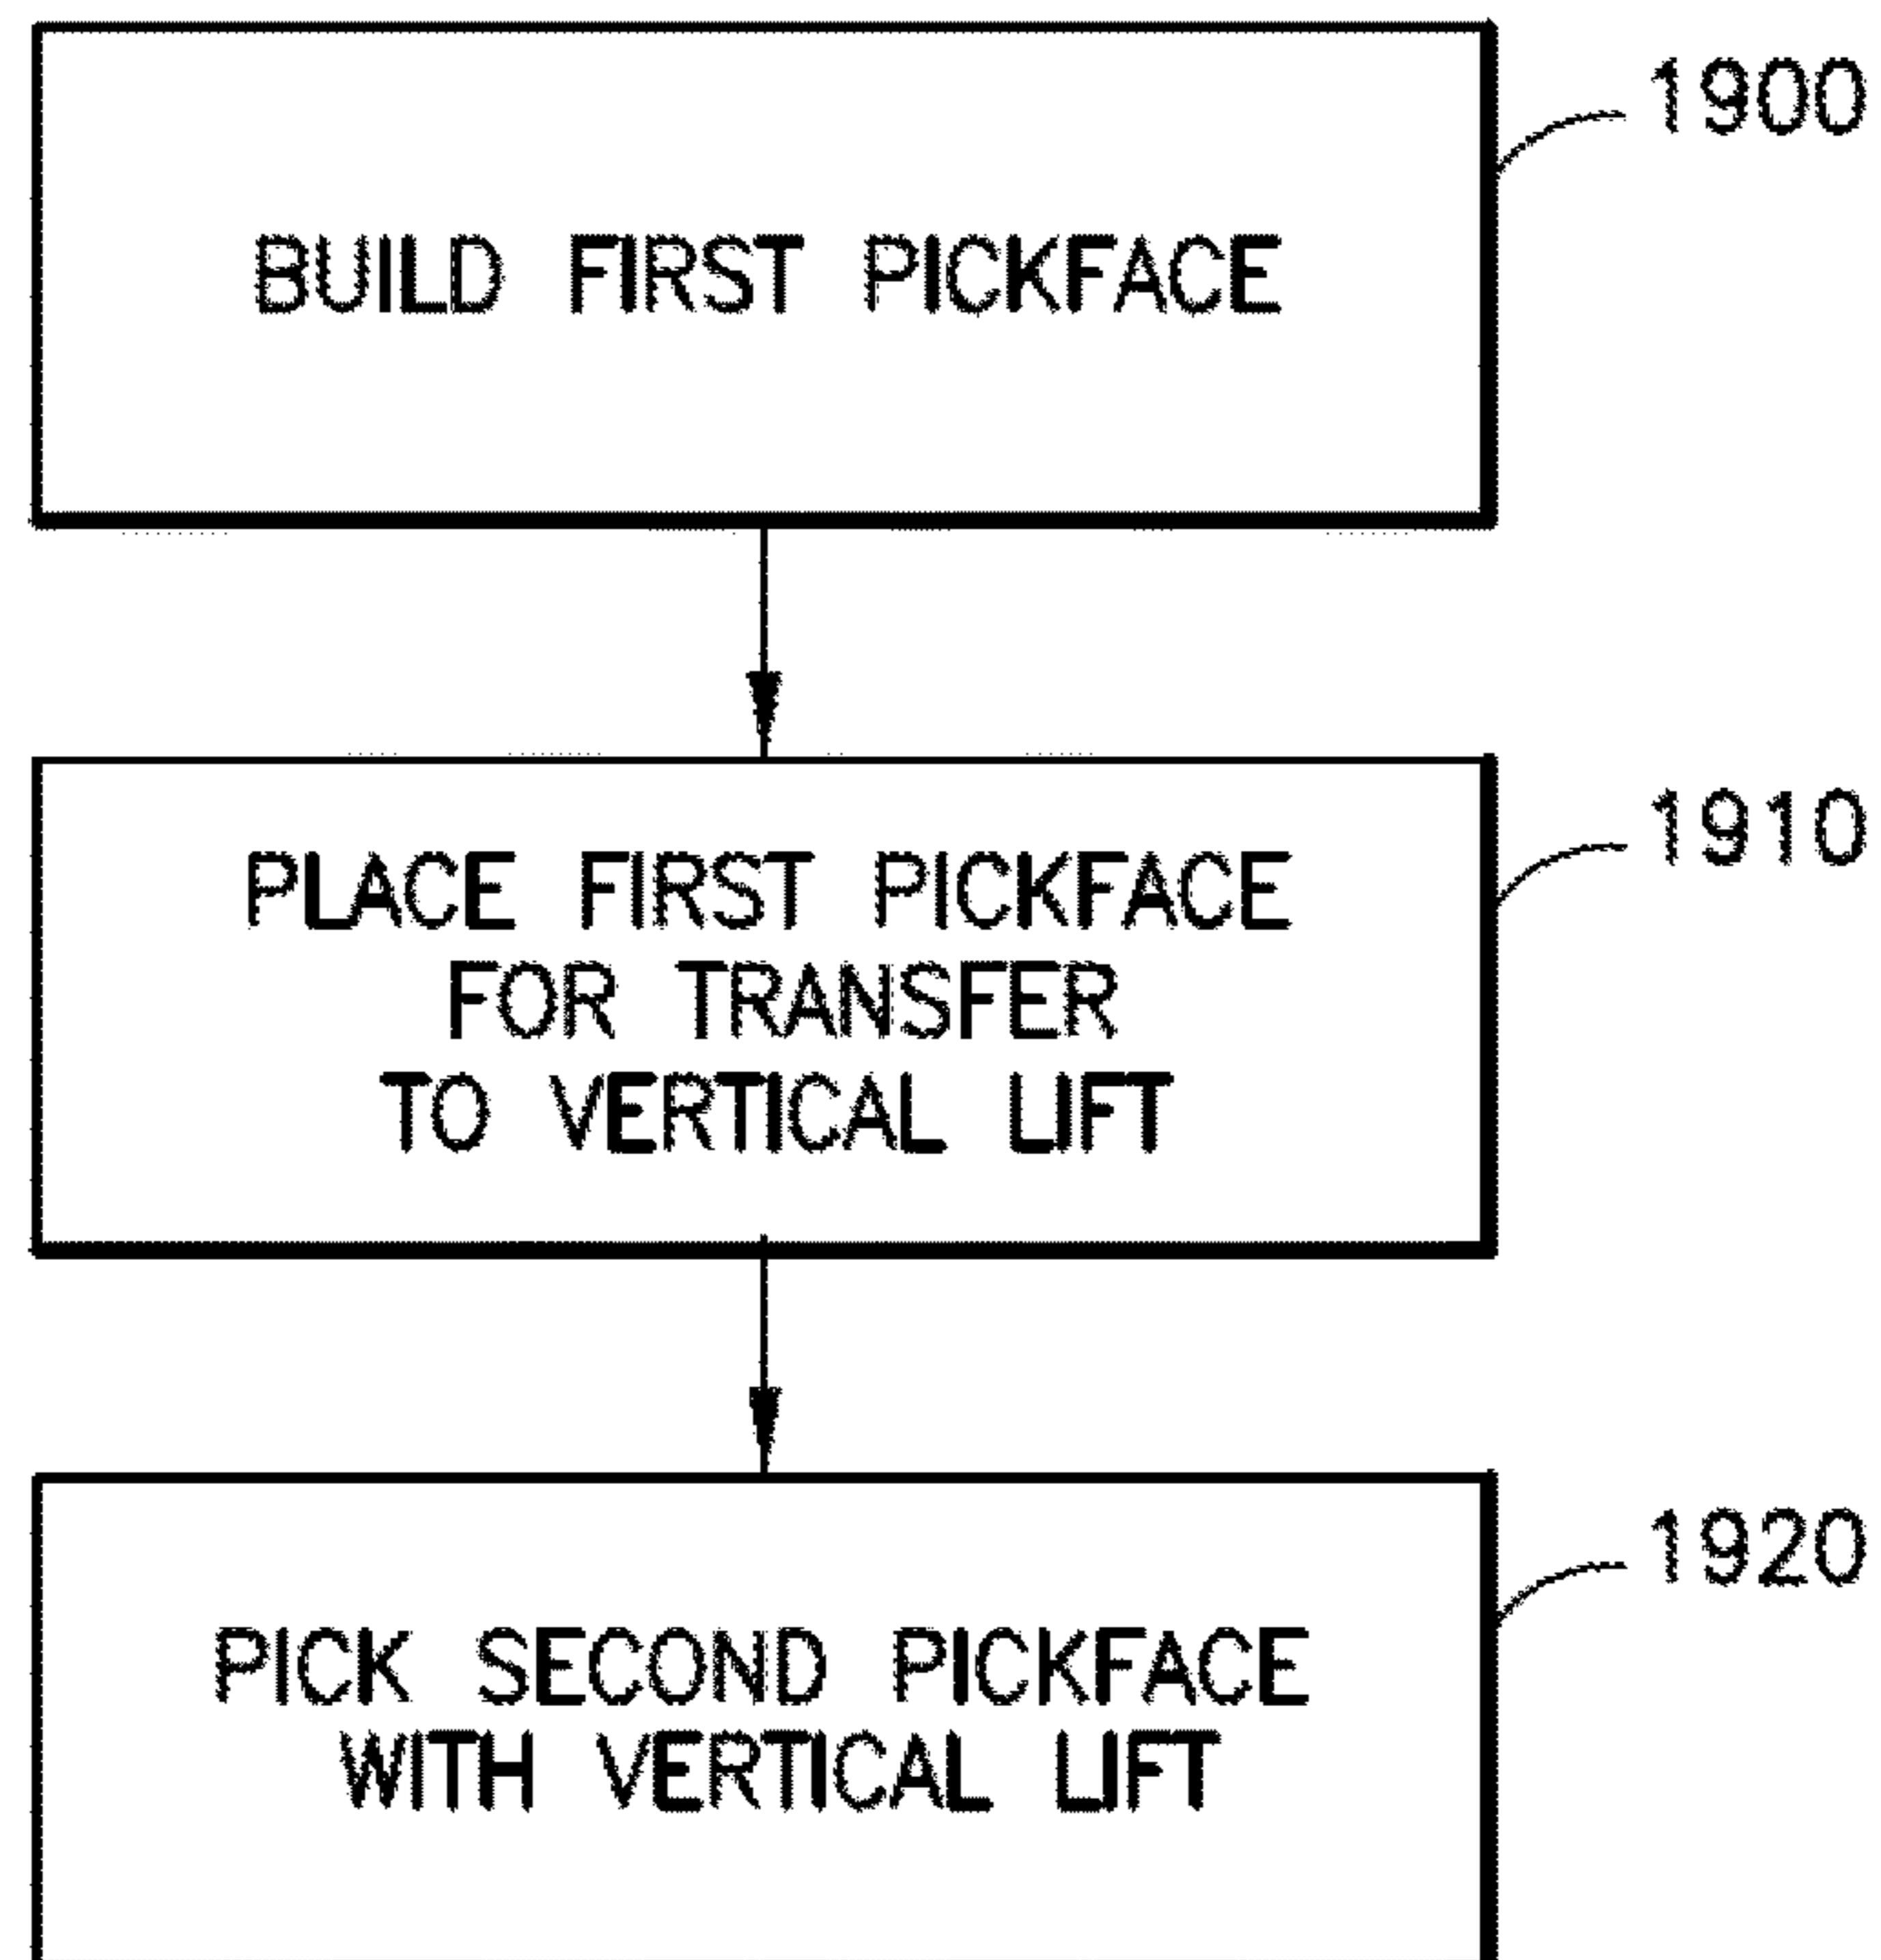 1900
BUILD FIRST PICKFACE
1910
PLACE FIRST PICKFACE
FOR TRANSFER
TO VERTICAL LIFT
1920
PICK SECOND PICKFACE
WITH VERTICAL LIFT